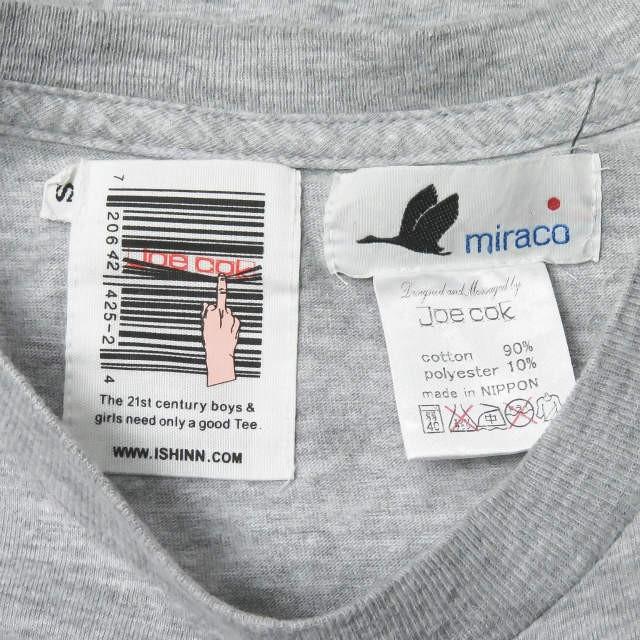 S
7 20642 425-2 4
Joe cok
The 21st century boys &
girls need only a good Tee.
WWW.ISHINN.COM
miraco
Designed and Managed by
Joe cok
cotton 90%
polyester 10%
made in NIPPON